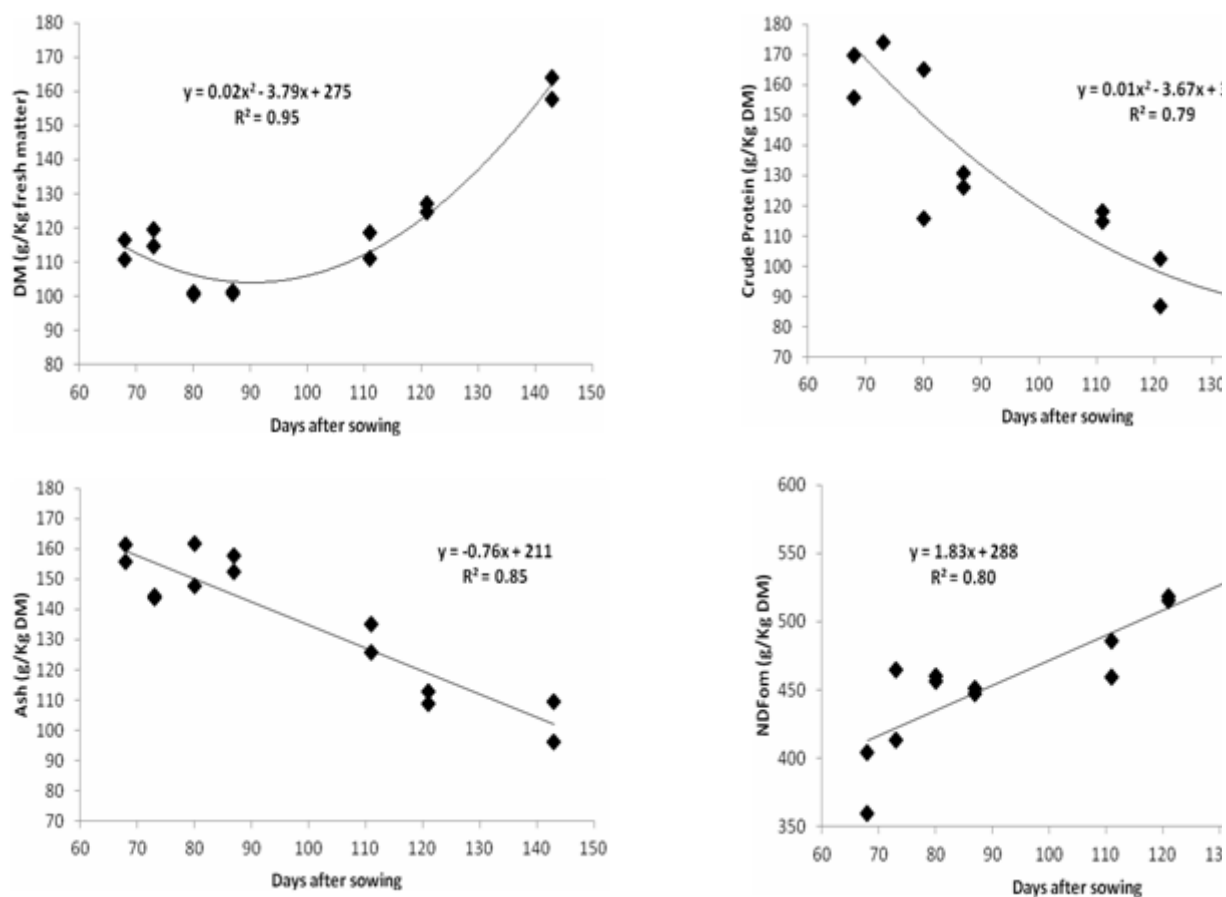 180
170
160
150
140
130
120
110
100
90
80
DM (g/Kg fresh matter)
y = 0.02x² - 3.79x + 275
R² = 0.95
60 70 80 90 100 110 120 130 140 150
Days after sowing
180
170
160
150
140
130
120
110
100
90
80
70
Crude Protein (g/Kg DM)
y = 0.01x² - 3.67x +
R² = 0.79
60 70 80 90 100 110 120 130
Days after sowing
180
170
160
150
140
130
120
110
100
90
80
70
Ash (g/Kg DM)
y = -0.76x + 211
R² = 0.85
60 70 80 90 100 110 120 130 140 150
Days after sowing
600
550
500
450
400
350
NDFom (g/Kg DM)
y = 1.83x + 288
R² = 0.80
60 70 80 90 100 110 120
Days after sowing